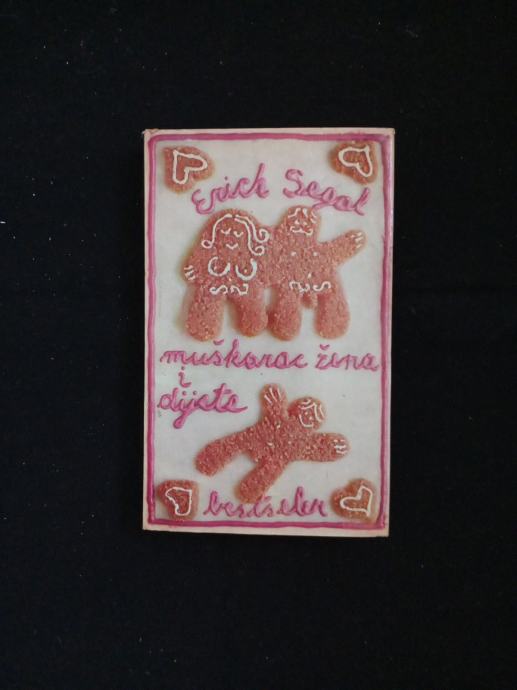 Erich Segal
muškarac žena
i
dijete
bestseler